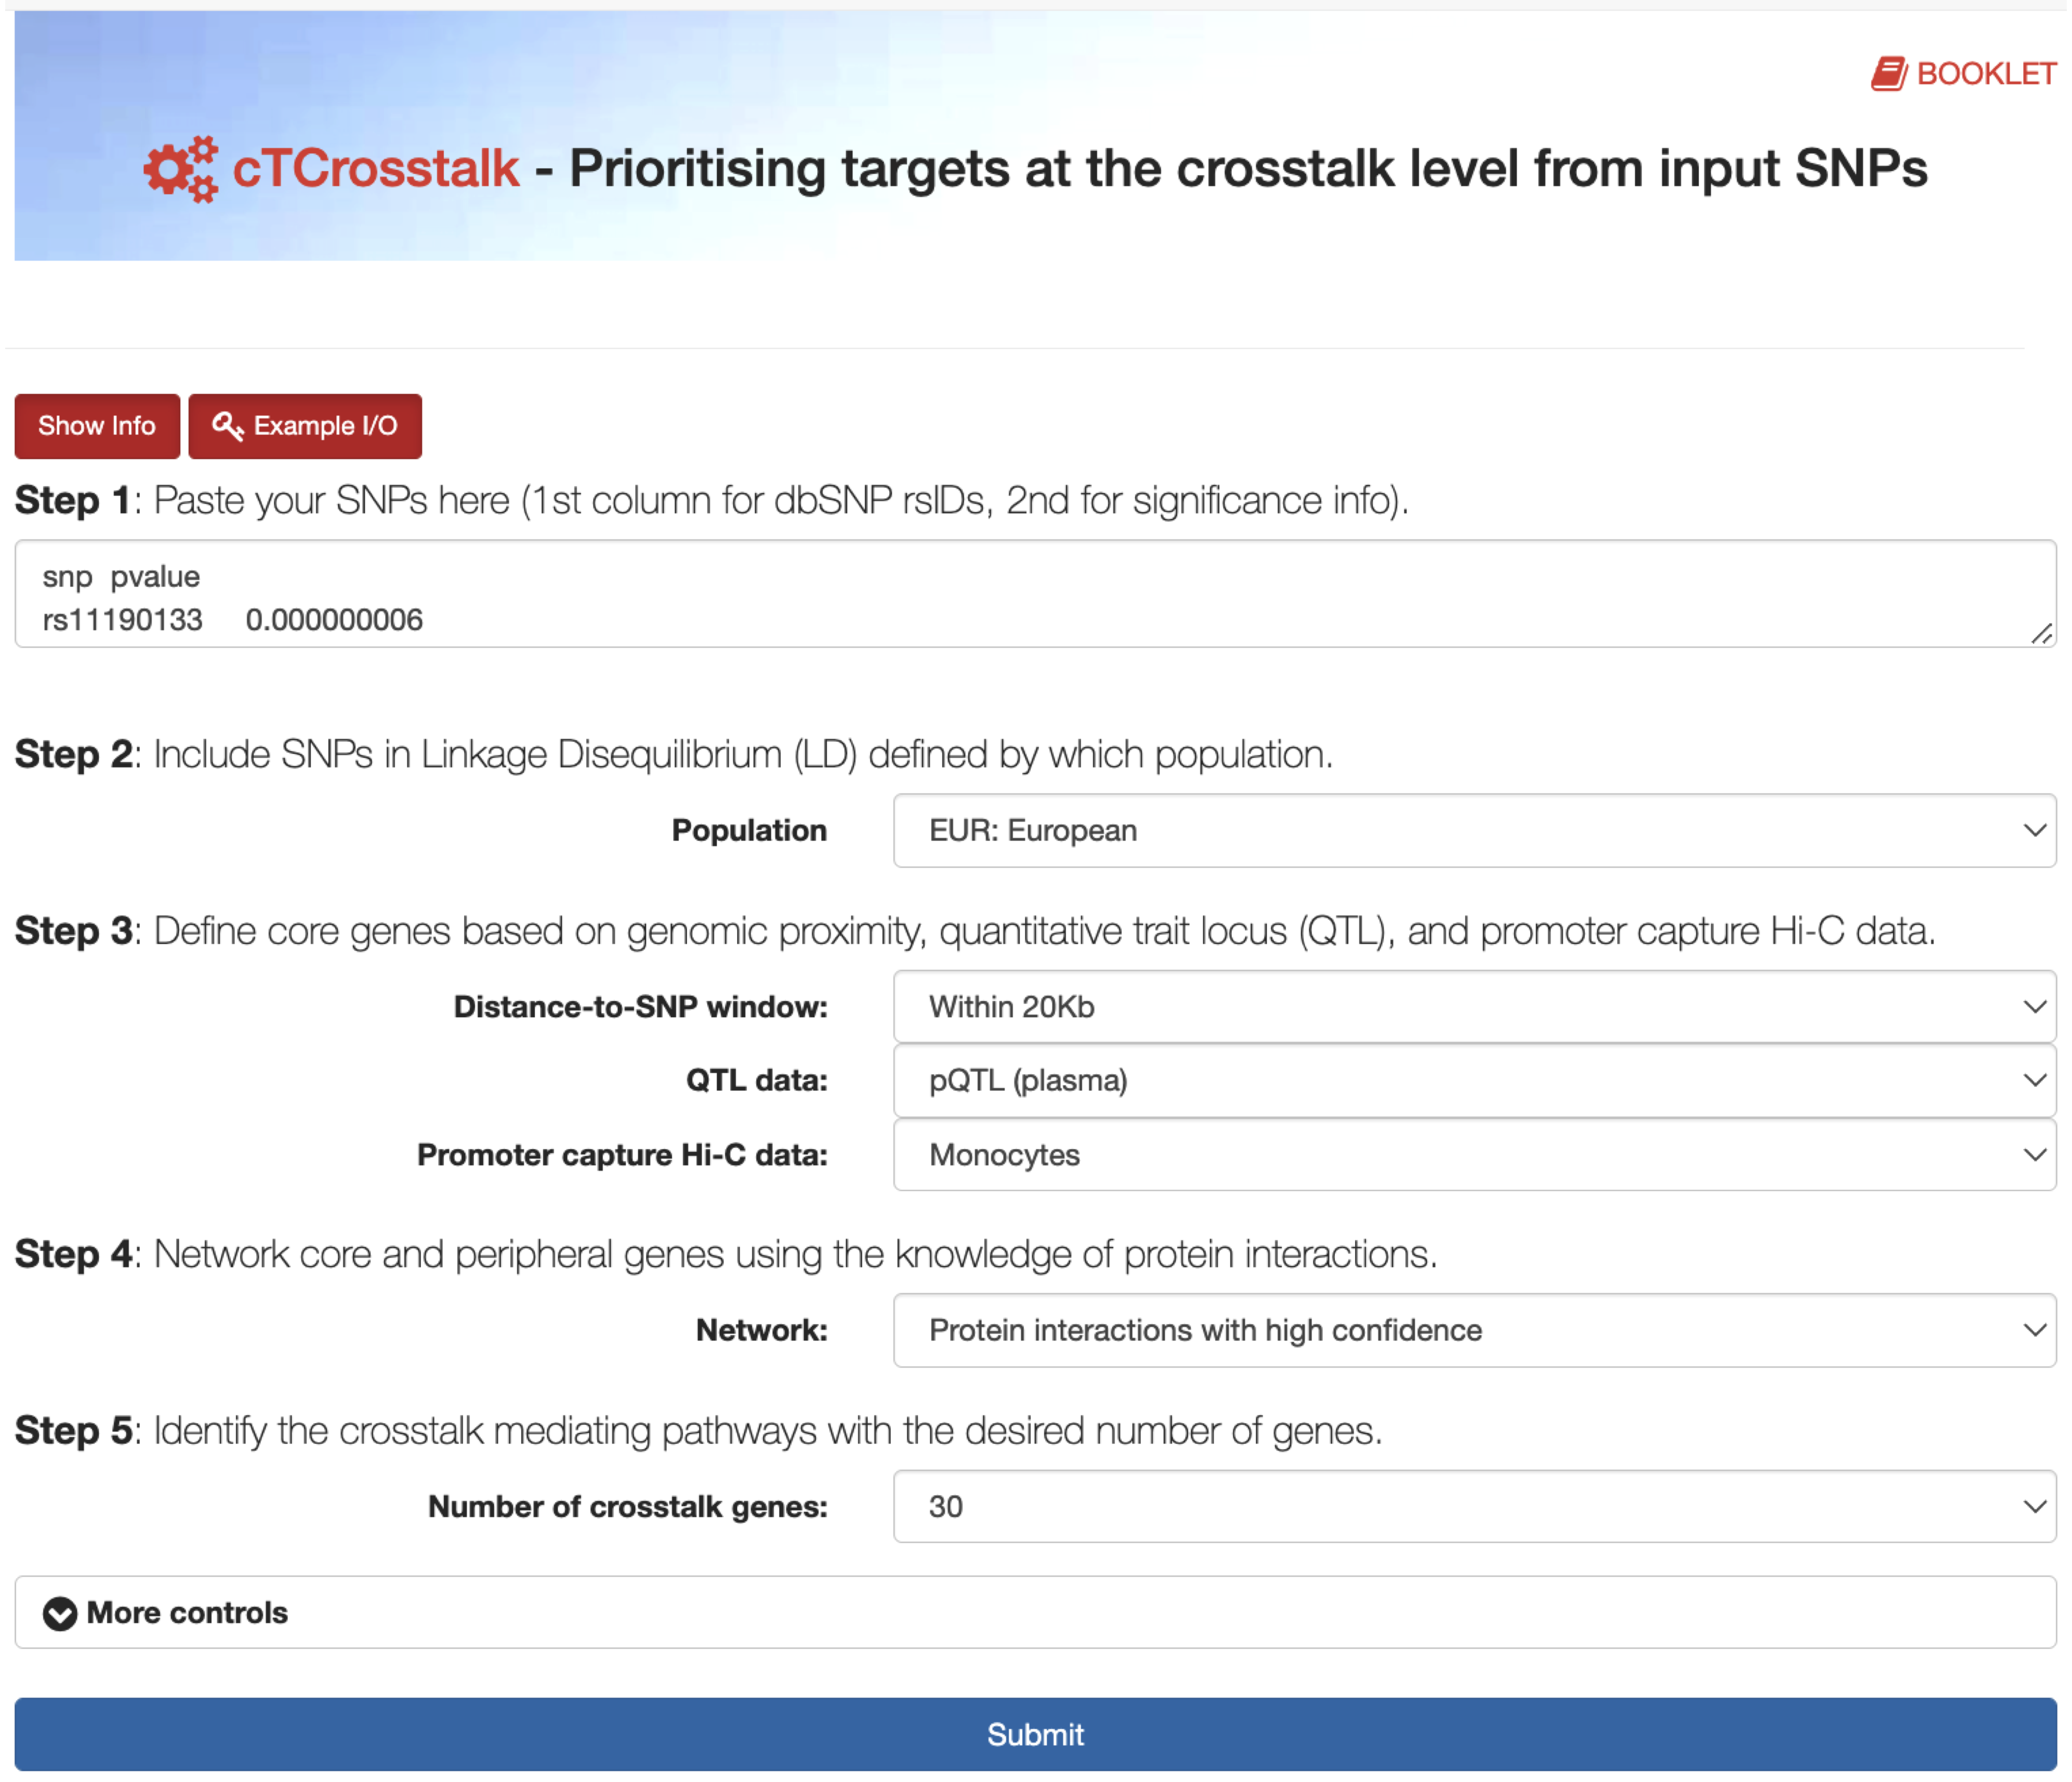 BOOKLET
cTCrosstalk - Prioritising targets at the crosstalk level from input SNPs
Show Info Example I/O
Step 1: Paste your SNPs here (1st column for dbSNP rsIDs, 2nd for significance info).
snp pvalue
rs11190133 0.000000006
Step 2: Include SNPs in Linkage Disequilibrium (LD) defined by which population.
Population EUR: European
Step 3: Define core genes based on genomic proximity, quantitative trait locus (QTL), and promoter capture Hi-C data.
Distance-to-SNP window: Within 20Kb
QTL data: pQTL (plasma)
Promoter capture Hi-C data: Monocytes
Step 4: Network core and peripheral genes using the knowledge of protein interactions.
Network: Protein interactions with high confidence
Step 5: Identify the crosstalk mediating pathways with the desired number of genes.
Number of crosstalk genes: 30
More controls
Submit